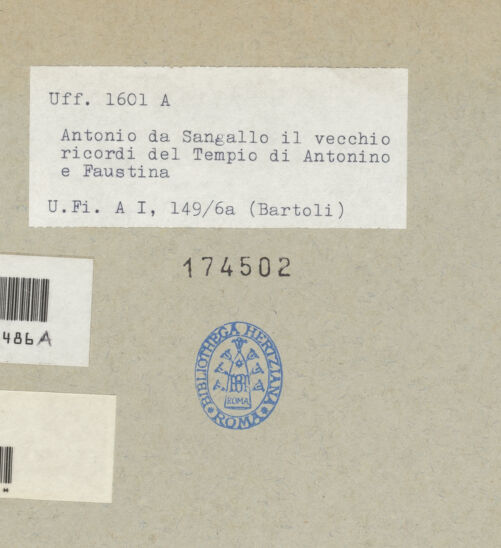 Uff. 1601 A
Antonio da Sangallo il vecchio
ricordi del Tempio di Antonino
e Faustina
U.Fi. A I, 149/6a (Bartoli)
174502
486A
BIBLIOTHECA HERTZIANA
ROMA
ROMA
*